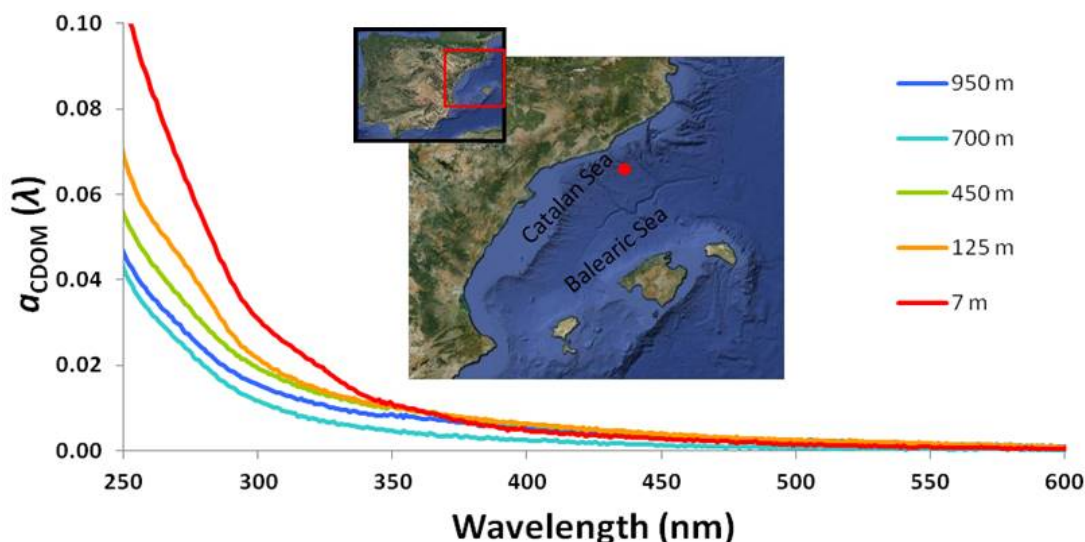 0.10
0.08
0.06
0.04
0.02
0.00
aCDOM (λ)
250
300
350
400
450
500
550
600
Wavelength (nm)
Catalan Sea
Balearic Sea
950 m
700 m
450 m
125 m
7 m